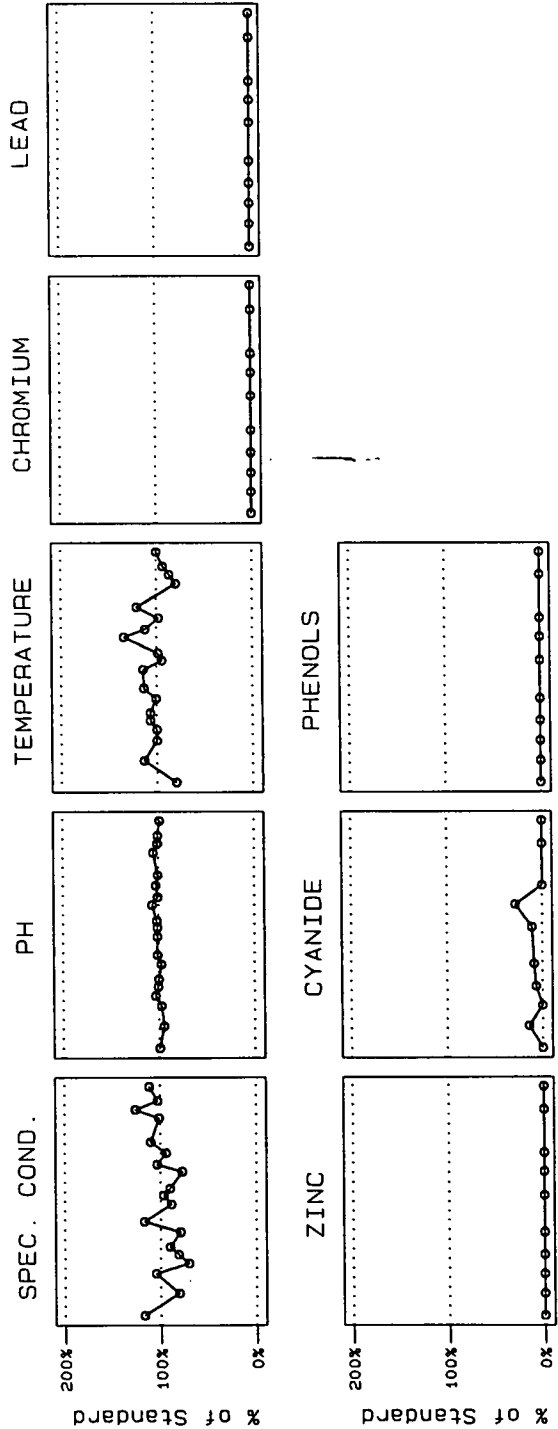 SPEC. COND.
PH
TEMPERATURE
CHROMIUM
LEAD
200%
100%
0%
% of Standard
ZINC
CYANIDE
PHENOLS
200%
100%
0%
% of Standard